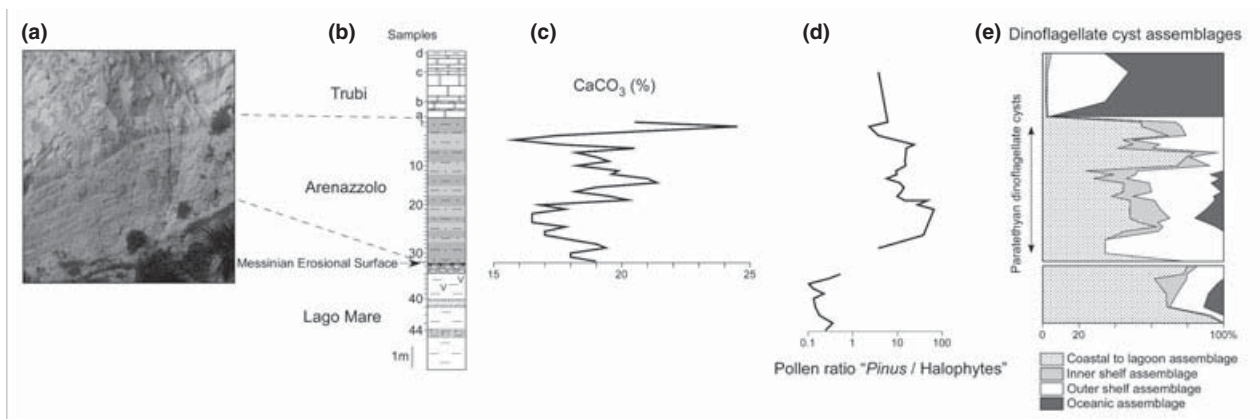 (a)
(b)
(c)
(d)
(e) Dinoflagellate cyst assemblages
Samples
d
c
b
a
Trubi
Arenazzolo
Messinian Erosional Surface
Lago Mare
10
20
30
40
44
V
V
V
1m
CaCO3 (%)
15
20
25
0.1
1
10
100
Pollen ratio "Pinus / Halophytes"
Paratethyan dinoflagellate cysts
0
20
100%
Coastal to lagoon assemblage
Inner shelf assemblage
Outer shelf assemblage
Oceanic assemblage